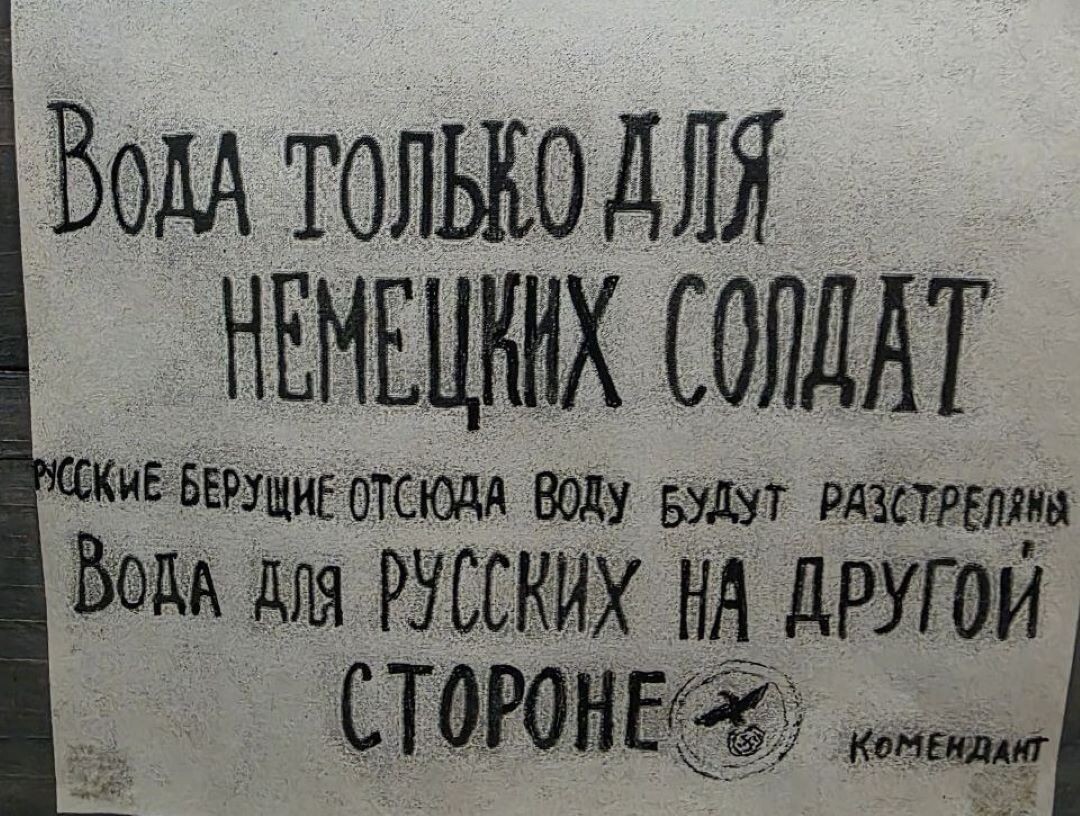 Вода только для
немецких солдат
Русские берущие отсюда воду будут разстреляны
Вода для русских на другой
стороне
Комендант